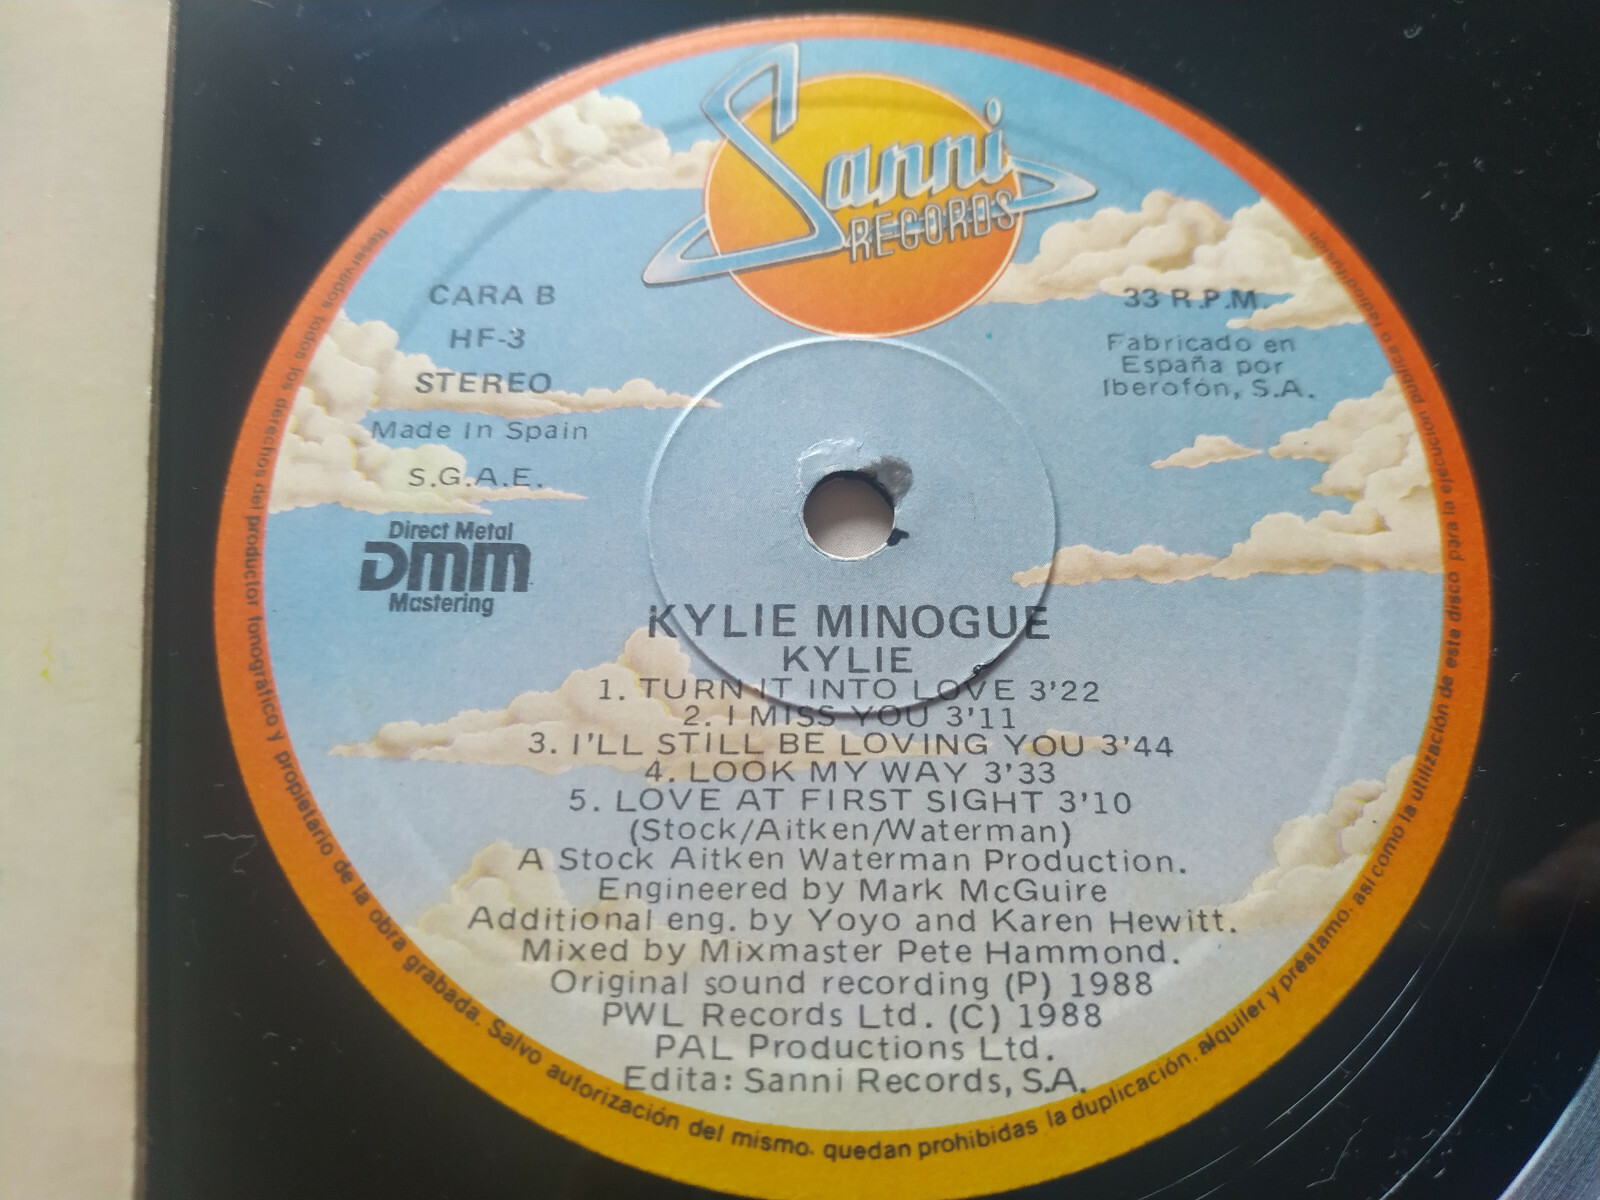 Sanni
RECORDS
CARA B
HF-3
STEREO
Made In Spain
S.G.A.E.
Direct Metal
DMM
Mastering
33 R.P.M.
Fabricado en
España por
Iberofón, S.A.
KYLIE MINOGUE
KYLIE
1. TURN IT INTO LOVE 3'22
2. I MISS YOU 3'11
3. I'LL STILL BE LOVING YOU 3'44
4. LOOK MY WAY 3'33
5. LOVE AT FIRST SIGHT 3'10
(Stock/Aitken/Waterman)
A Stock Aitken Waterman Production.
Engineered by Mark McGuire
Additional eng. by Yoyo and Karen Hewitt.
Mixed by Mixmaster Pete Hammond.
Original sound recording (P) 1988
PWL Records Ltd. (C) 1988
PAL Productions Ltd.
Edita: Sanni Records, S.A.
Reservados todos los derechos del productor fonográfico y propietario de la obra grabada. Salvo autorización del mismo. quedan prohibidas la duplicación. alquiler y préstamo. así como la utilización de este disco para la ejecución pública o radiodifusión